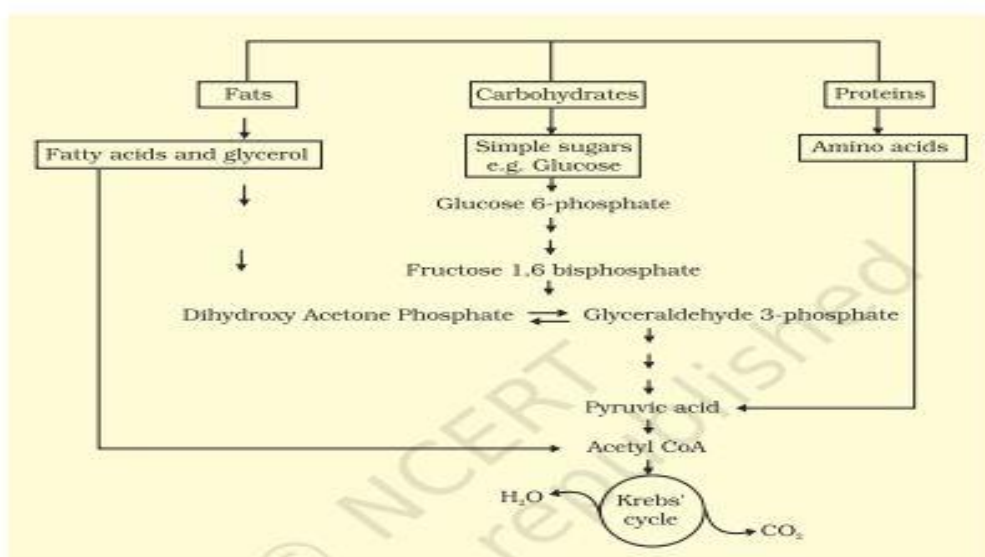 Fats
Carbohydrates
Proteins
Fatty acids and glycerol
Simple sugars
e.g. Glucose
Amino acids
Glucose 6-phosphate
Fructose 1,6 bisphosphate
Dihydroxy Acetone Phosphate
Glyceraldehyde 3-phosphate
Pyruvic acid
Acetyl CoA
H₂O
Krebs'
cycle
CO₂
© NCERT
republished